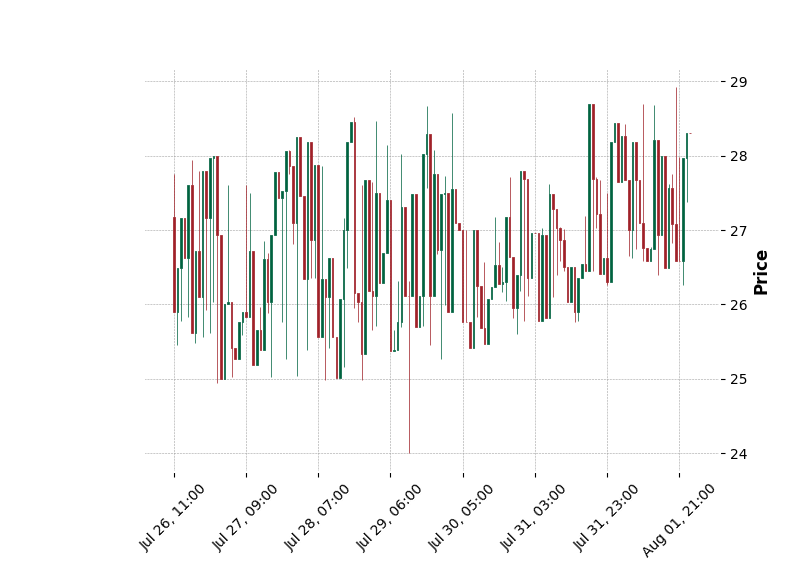 29
28
27
26
25
24
Price
Jul 26, 11:00
Jul 27, 09:00
Jul 28, 07:00
Jul 29, 06:00
Jul 30, 05:00
Jul 31, 03:00
Jul 31, 23:00
Aug 01, 21:00